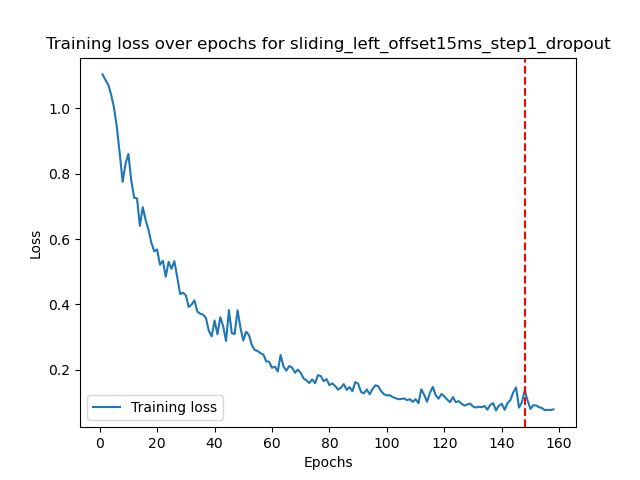 Training loss over epochs for sliding_left_offset15ms_step1_dropout
Loss
1.0
0.8
0.6
0.4
0.2
Training loss
0 20 40 60 80 100 120 140 160
Epochs